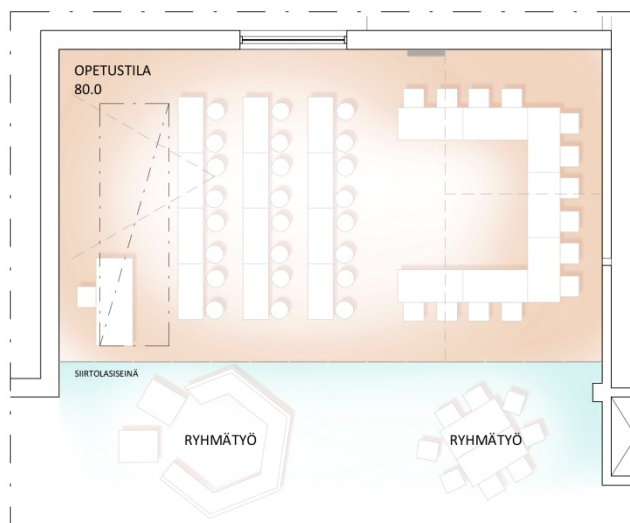 OPETUSTILA
80.0
SIIRTOLASISEINÄ
RYHMÄTYÖ
RYHMÄTYÖ